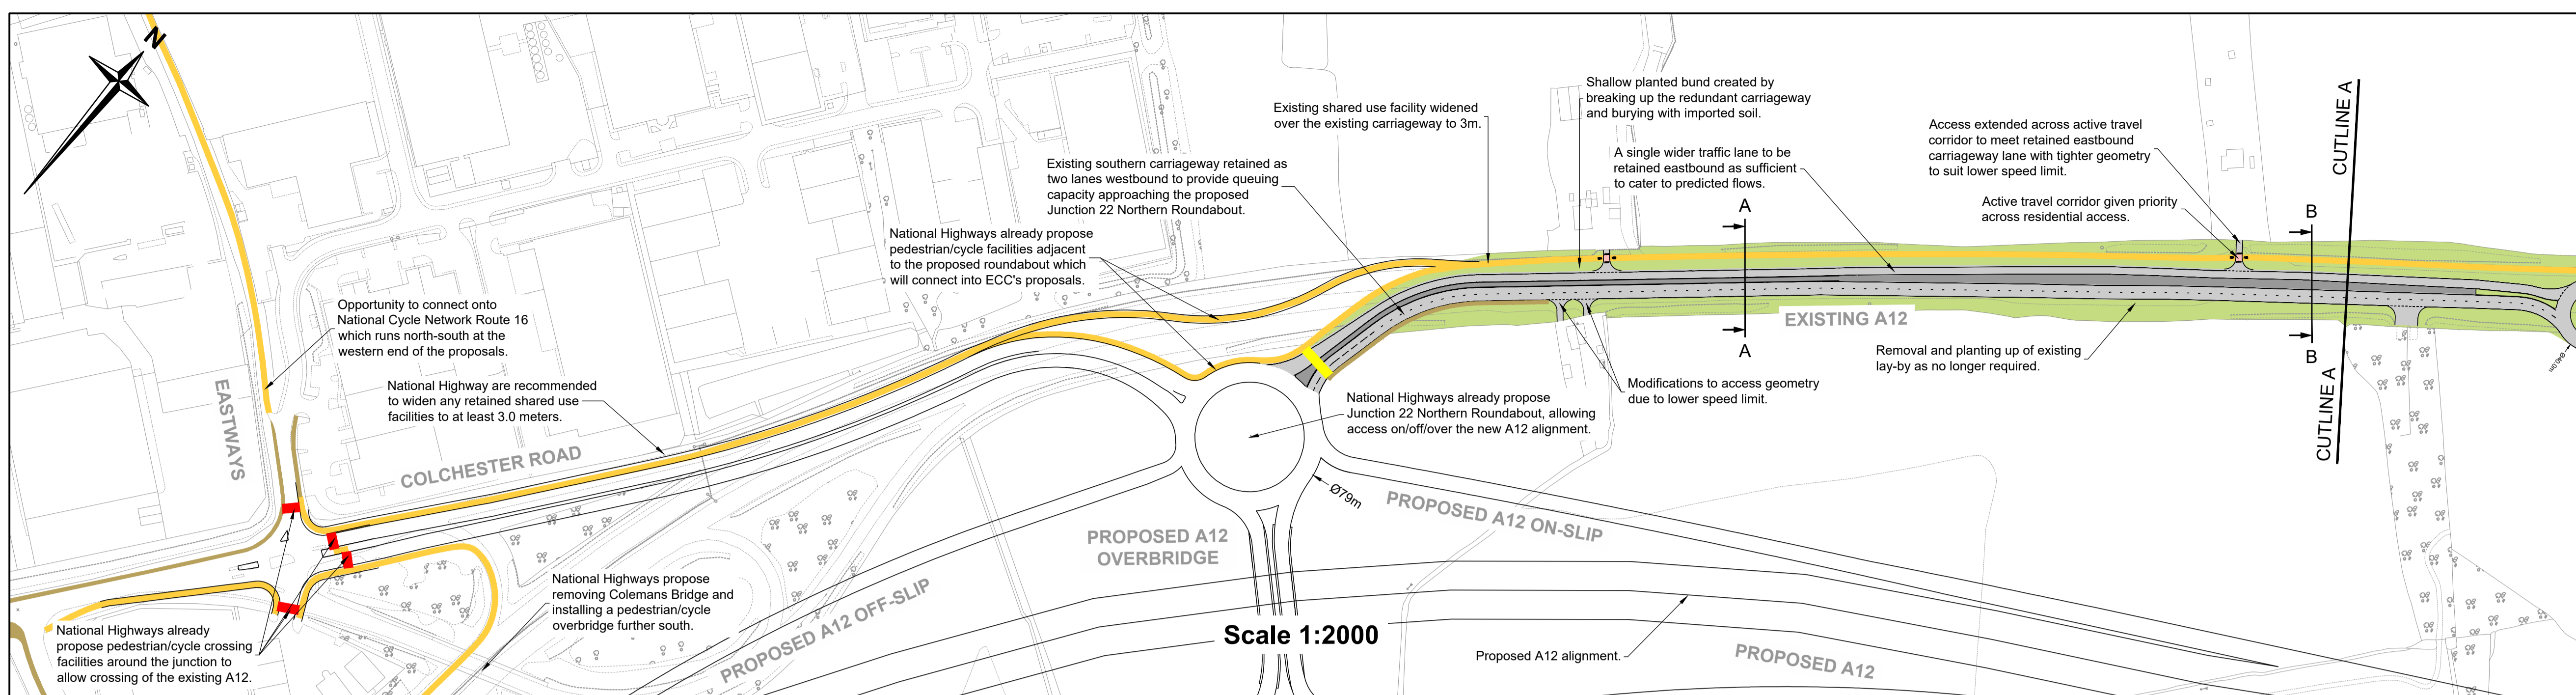 N
Opportunity to connect onto
National Cycle Network Route 16
which runs north-south at the
western end of the proposals.
National Highway are recommended
to widen any retained shared use
facilities to at least 3.0 meters.
EASTWAYS
COLCHESTER ROAD
National Highways already
propose pedestrian/cycle crossing
facilities around the junction to
allow crossing of the existing A12.
National Highways propose
removing Colemans Bridge and
installing a pedestrian/cycle
overbridge further south.
PROPOSED A12 OFF-SLIP
National Highways already propose
pedestrian/cycle facilities adjacent
to the proposed roundabout which
will connect into ECC's proposals.
Existing southern carriageway retained as
two lanes westbound to provide queuing
capacity approaching the proposed
Junction 22 Northern Roundabout.
Existing shared use facility widened
over the existing carriageway to 3m.
Shallow planted bund created by
breaking up the redundant carriageway
and burying with imported soil.
A single wider traffic lane to be
retained eastbound as sufficient
to cater to predicted flows.
Access extended across active travel
corridor to meet retained eastbound
carriageway lane with tighter geometry
to suit lower speed limit.
Active travel corridor given priority
across residential access.
A
A
B
B
CUTLINE A
CUTLINE A
EXISTING A12
Removal and planting up of existing
lay-by as no longer required.
Modifications to access geometry
due to lower speed limit.
National Highways already propose
Junction 22 Northern Roundabout, allowing
access on/off/over the new A12 alignment.
Ø79m
Ø40.0m
PROPOSED A12 ON-SLIP
PROPOSED A12
OVERBRIDGE
Scale 1:2000
Proposed A12 alignment.
PROPOSED A12